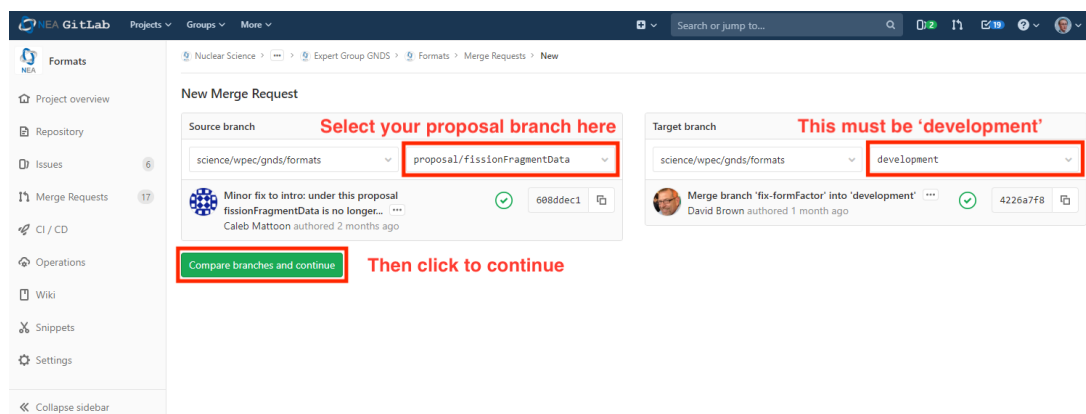 NEA GitLab Projects Groups More Search or jump to... 2 19
NEA Formats Nuclear Science > ... > Expert Group GNDS > Formats > Merge Requests > New
Project overview
Repository
Issues 6
Merge Requests 17
CI / CD
Operations
Wiki
Snippets
Settings
Collapse sidebar
New Merge Request
Source branch Select your proposal branch here
science/wpec/gnds/formats proposal/fissionFragmentData
Minor fix to intro: under this proposal
fissionFragmentData is no longer... 608ddec1
Caleb Mattoon authored 2 months ago
Target branch This must be ‘development’
science/wpec/gnds/formats development
Merge branch 'fix-formFactor' into 'development' 4226a7f8
David Brown authored 1 month ago
Compare branches and continue Then click to continue